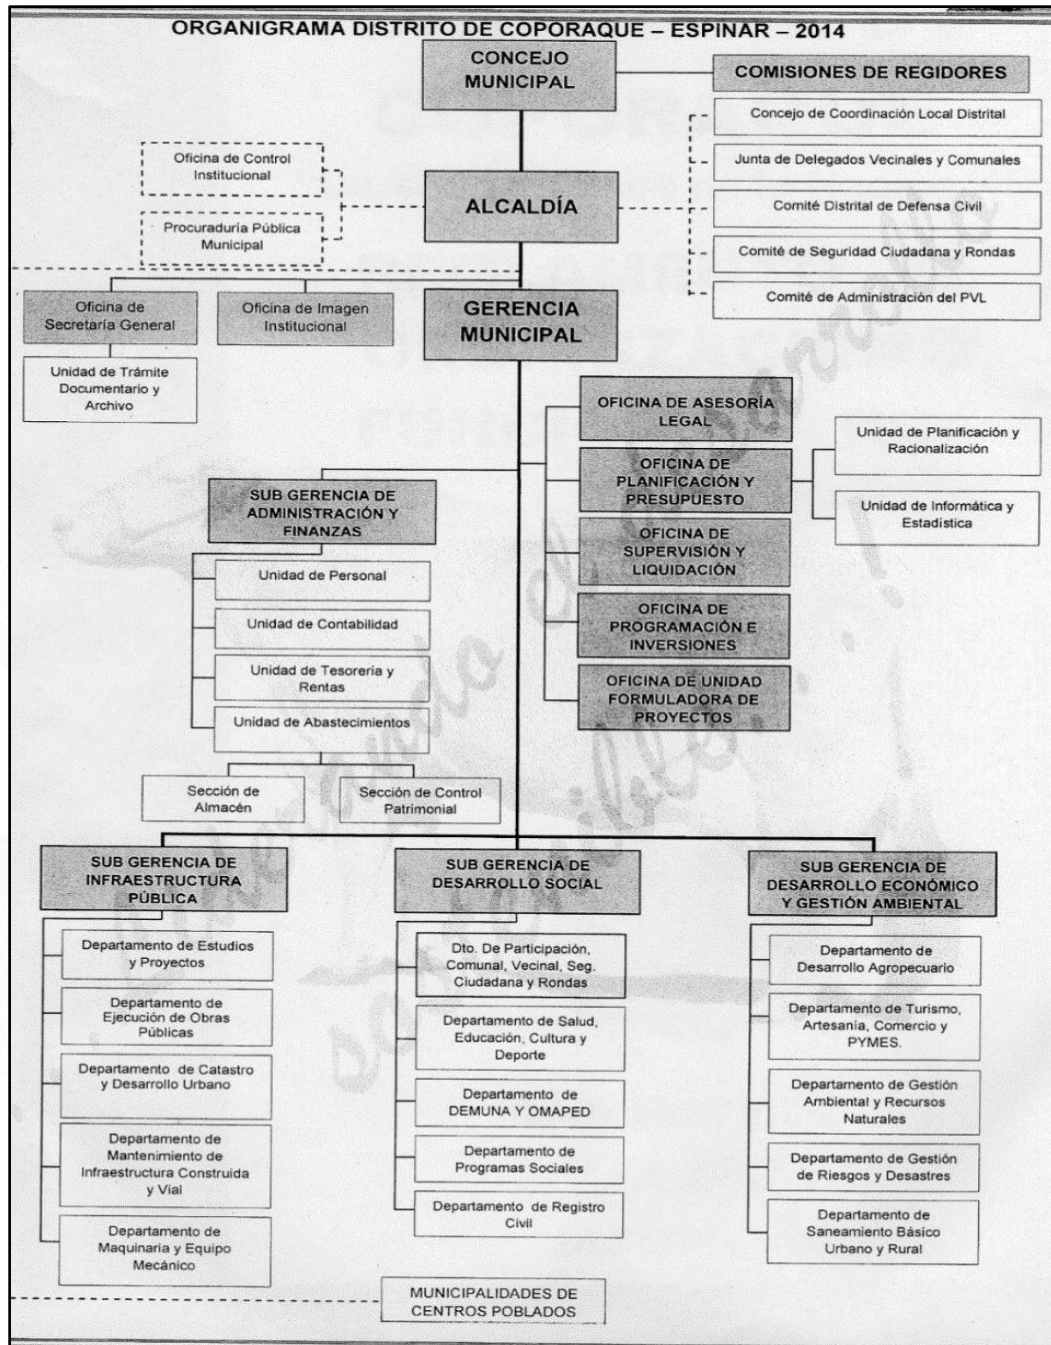 ORGANIGRAMA DISTRITO DE COPORAQUE – ESPINAR – 2014
CONCEJO
MUNICIPAL
COMISIONES DE REGIDORES
Concejo de Coordinación Local Distrital
Junta de Delegados Vecinales y Comunales
Comité Distrital de Defensa Civil
Comité de Seguridad Ciudadana y Rondas
Comité de Administración del PVL
Oficina de Control
Institucional
Procuraduría Pública
Municipal
ALCALDÍA
Oficina de
Secretaría General
Oficina de Imagen
Institucional
Unidad de Trámite
Documentario y
Archivo
GERENCIA
MUNICIPAL
OFICINA DE ASESORÍA
LEGAL
OFICINA DE
PLANIFICACIÓN Y
PRESUPUESTO
Unidad de Planificación y
Racionalización
Unidad de Informática y
Estadística
OFICINA DE
SUPERVISIÓN Y
LIQUIDACIÓN
OFICINA DE
PROGRAMACIÓN E
INVERSIONES
OFICINA DE UNIDAD
FORMULADORA DE
PROYECTOS
SUB GERENCIA DE
ADMINISTRACIÓN Y
FINANZAS
Unidad de Personal
Unidad de Contabilidad
Unidad de Tesorería y
Rentas
Unidad de Abastecimientos
Sección de
Almacén
Sección de Control
Patrimonial
SUB GERENCIA DE
INFRAESTRUCTURA
PÚBLICA
Departamento de Estudios
y Proyectos
Departamento de
Ejecución de Obras
Públicas
Departamento de Catastro
y Desarrollo Urbano
Departamento de
Mantenimiento de
Infraestructura Construida
y Vial
Departamento de
Maquinaria y Equipo
Mecánico
SUB GERENCIA DE
DESARROLLO SOCIAL
Dto. De Participación,
Comunal, Vecinal, Seg.
Ciudadana y Rondas
Departamento de Salud,
Educación, Cultura y
Deporte
Departamento de
DEMUNA Y OMAPED
Departamento de
Programas Sociales
Departamento de Registro
Civil
SUB GERENCIA DE
DESARROLLO ECONÓMICO
Y GESTIÓN AMBIENTAL
Departamento de
Desarrollo Agropecuario
Departamento de Turismo,
Artesanía, Comercio y
PYMES.
Departamento de Gestión
Ambiental y Recursos
Naturales
Departamento de Gestión
de Riesgos y Desastres
Departamento de
Saneamiento Básico
Urbano y Rural
MUNICIPALIDADES DE
CENTROS POBLADOS
el desarrollo
sostenible..!